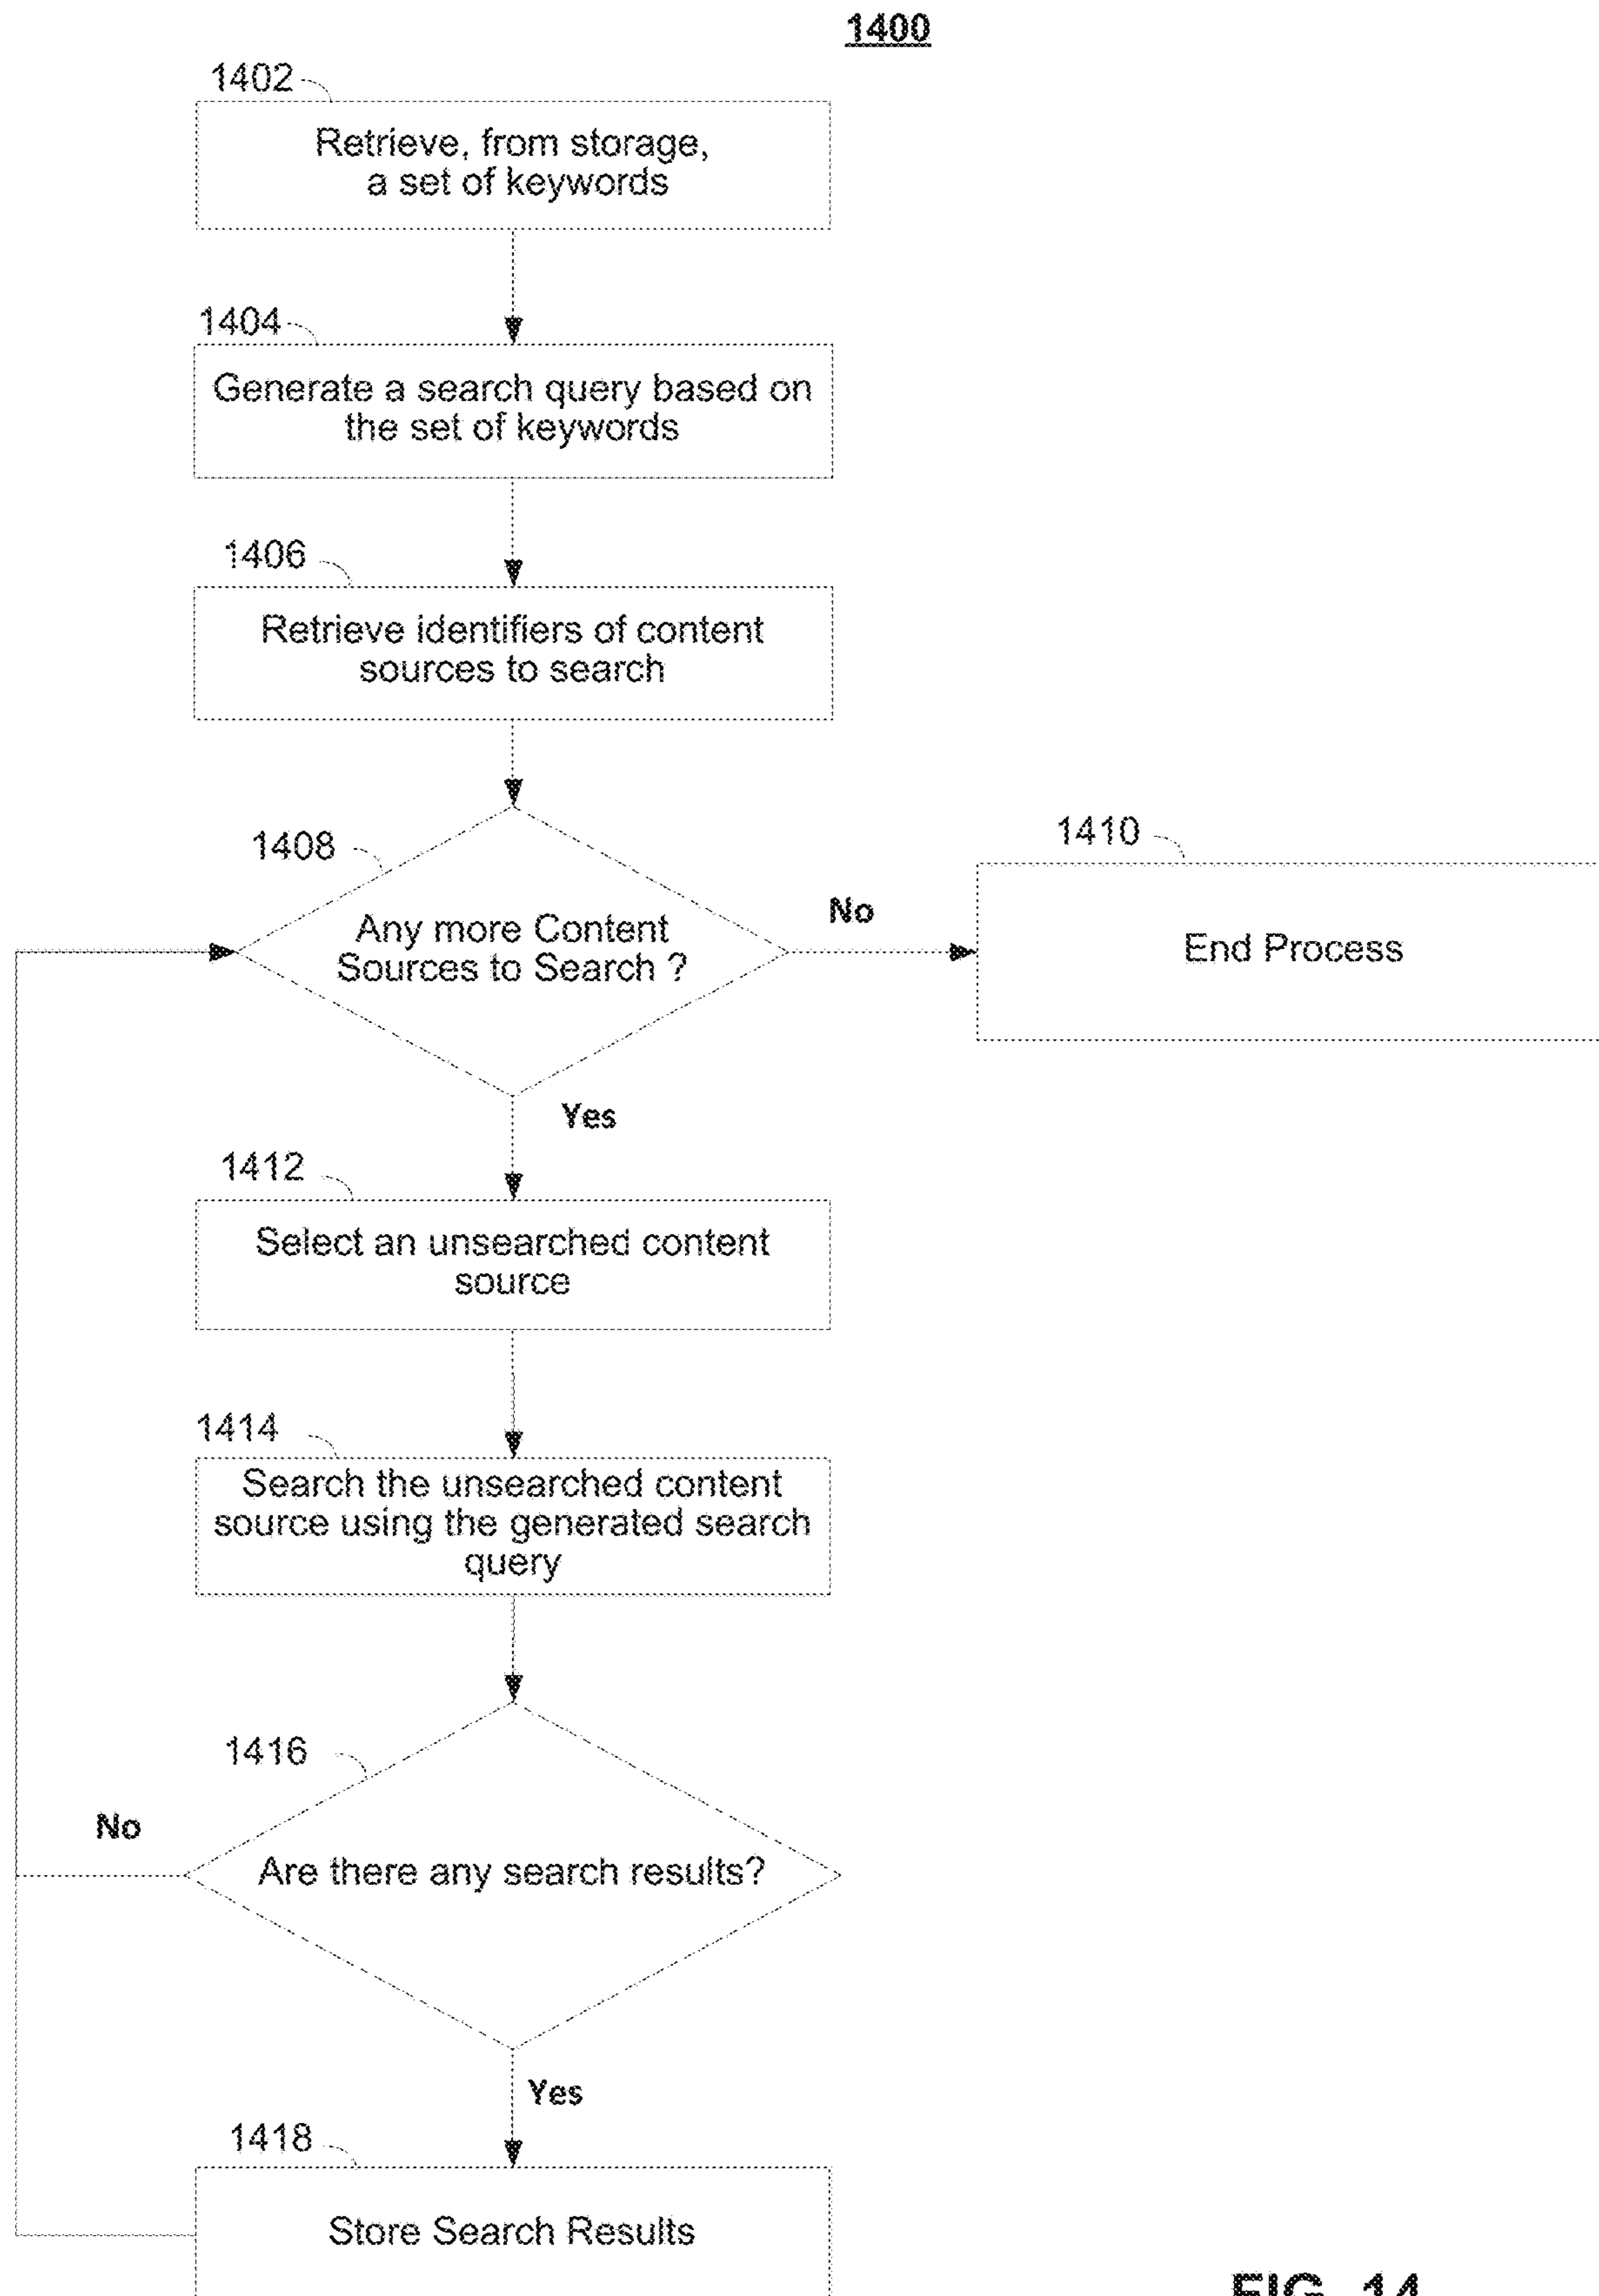 1400
1402
Retrieve, from storage,
a set of keywords
1404
Generate a search query based on
the set of keywords
1406
Retrieve identifiers of content
sources to search
1408
Any more Content
Sources to Search ?
No
1410
End Process
Yes
1412
Select an unsearched content
source
1414
Search the unsearched content
source using the generated search
query
1416
No
Are there any search results?
Yes
1418
Store Search Results
FIG. 14